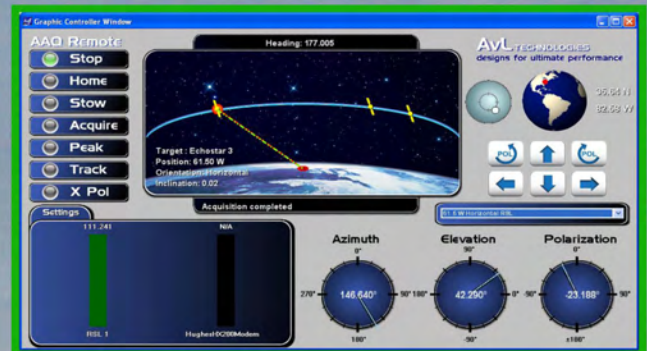 Graphic Controller Window
AAQ Remote
Stop
Home
Stow
Acquire
Peak
Track
X Pol
Heading: 177.005
Target : Echostar 3
Position: 61.50 W
Orientation: Horizontal
Inclination: 0.02
Acquisition completed
AvL TECHNOLOGIES
designs for ultimate performance
35.64 N
82.58 W
POL
POL
61.5 W Horizontal RSL
Settings
111.241
N/A
RSL 1
HughesHX200Modem
Azimuth
0°
270°
146.640°
90°
180°
Elevation
90°
180°
42.290°
0°
-90°
Polarization
0°
-90°
-23.188°
90°
±180°